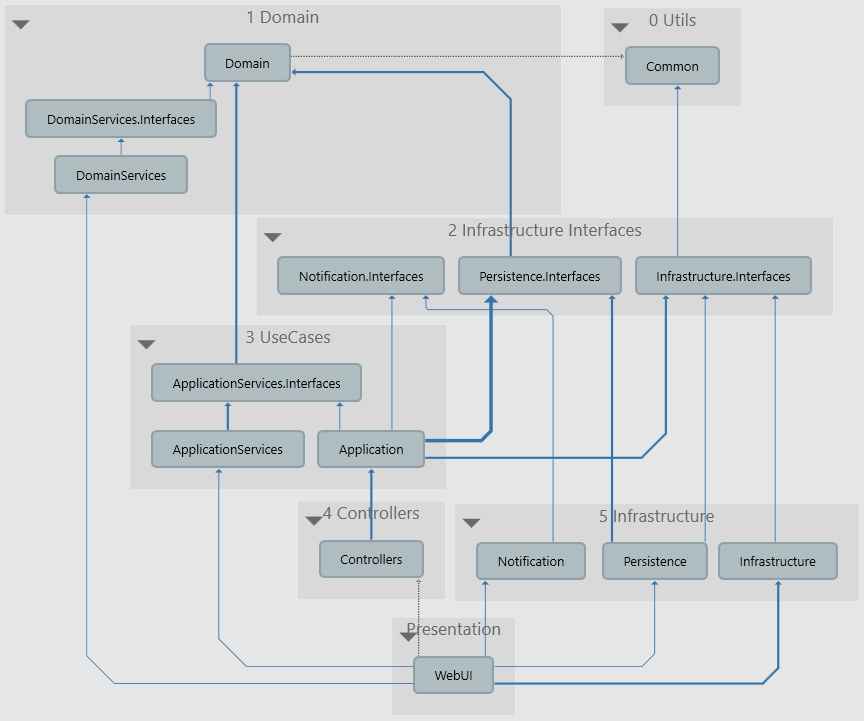 1 Domain
0 Utils
Domain
Common
DomainServices.Interfaces
DomainServices
2 Infrastructure Interfaces
Notification.Interfaces
Persistence.Interfaces
Infrastructure.Interfaces
3 UseCases
ApplicationServices.Interfaces
ApplicationServices
Application
4 Controllers
5 Infrastructure
Controllers
Notification
Persistence
Infrastructure
Presentation
WebUI